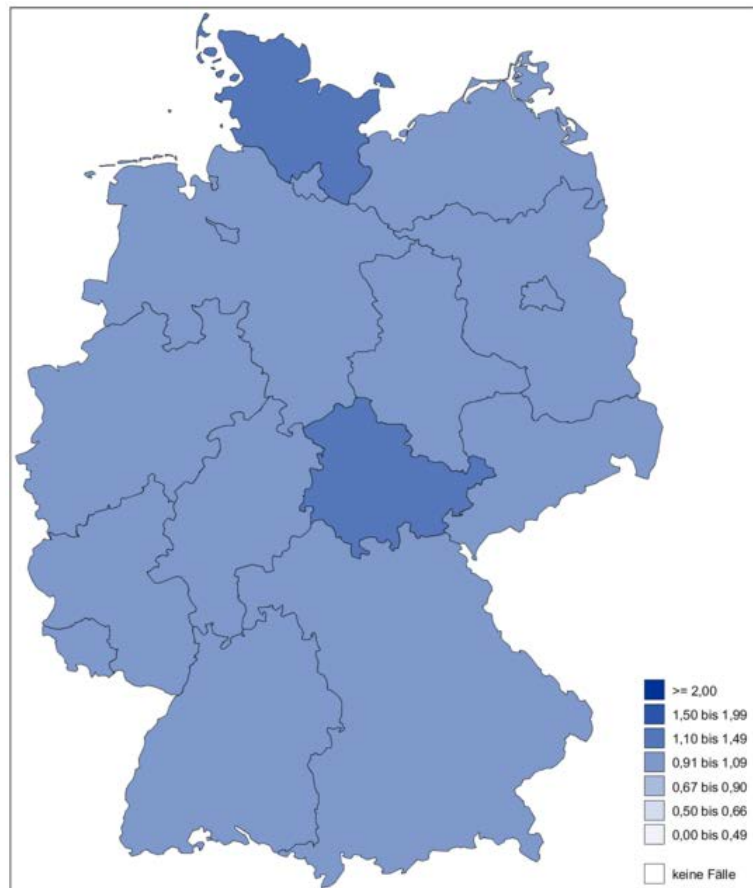 >= 2,00
1,50 bis 1,99
1,10 bis 1,49
0,91 bis 1,09
0,67 bis 0,90
0,50 bis 0,66
0,00 bis 0,49
keine Fälle